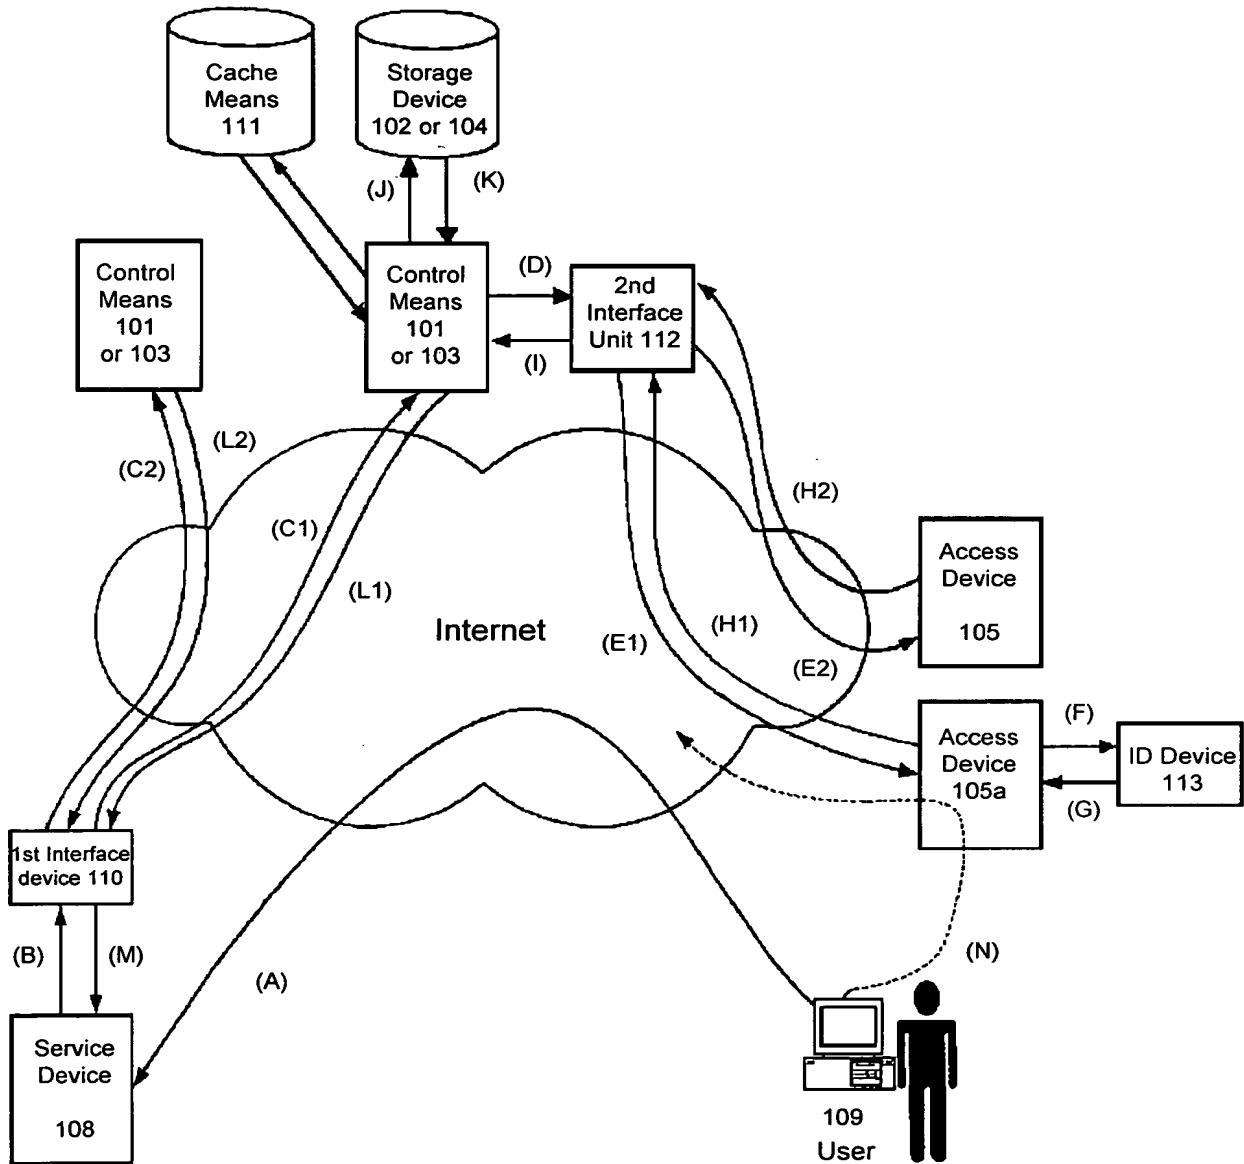 Cache
Means
111
Storage
Device
102 or 104
(J)
(K)
Control
Means
101
or 103
Control
Means
101
or 103
(D)
(I)
2nd
Interface
Unit 112
(L2)
(C2)
(C1)
(L1)
(H2)
Internet
(E1)
(H1)
(E2)
Access
Device
105
Access
Device
105a
(F)
(G)
ID Device
113
1st Interface
device 110
(B)
(M)
(A)
(N)
Service
Device
108
109
User